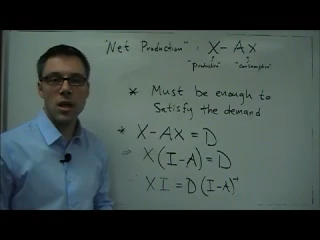 "Net Production" : X - AX
"production" "consumption"
* Must be enough to
Satisfy the demand
* X - AX = D
⇒ X(I-A) = D
XI = D(I-A)⁻¹